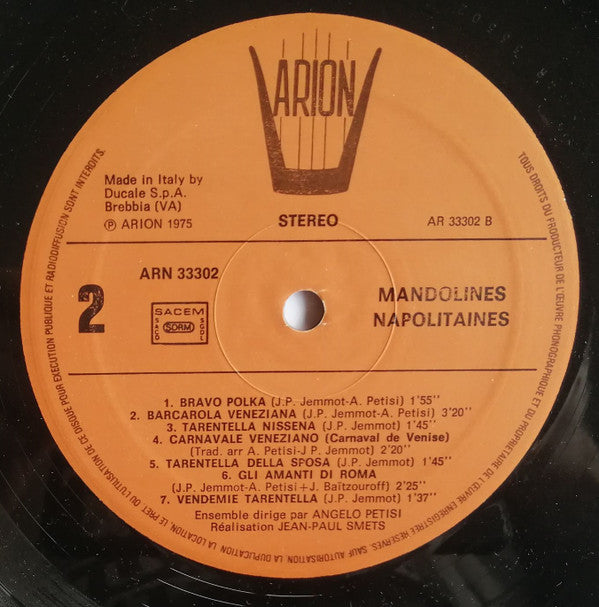 ARION
Made in Italy by
Ducale S.p.A.
Brebbia (VA)
Ⓟ ARION 1975
STEREO
AR 33302 B
ARN 33302
2
SACEM
SACD
SDRM
SGDL
MANDOLINES
NAPOLITAINES
1. BRAVO POLKA (J.P. Jemmot-A. Petisi) 1'55''
2. BARCAROLA VENEZIANA (J.P. Jemmot-A. Petisi) 3'20''
3. TARENTELLA NISSENA (J.P. Jemmot) 1'45''
4. CARNAVALE VENEZIANO (Carnaval de Venise)
(Trad. arr A. Petisi-J P Jemmot) 2'20''
5. TARENTELLA DELLA SPOSA (J.P. Jemmot) 1'45''
6. GLI AMANTI DI ROMA
(J.P. Jemmot-A. Petisi+J. Baïtzouroff) 2'25''
7. VENDEMIE TARENTELLA (J.P. Jemmot) 1'37''
Ensemble dirige par ANGELO PETISI
Réalisation JEAN-PAUL SMETS
TOUS DROITS DU PRODUCTEUR DE L'ŒUVRE PHONOGRAPHIQUE ET DU PROPRIETAIRE DE L'ŒUVRE ENREGISTREE RESERVES. SAUF AUTORISATION, LA DUPLICATION, LA LOCATION, LE PRET OU L'UTILISATION DE CE DISQUE POUR EXECUTION PUBLIQUE ET RADIODIFFUSION SONT INTERDITS.